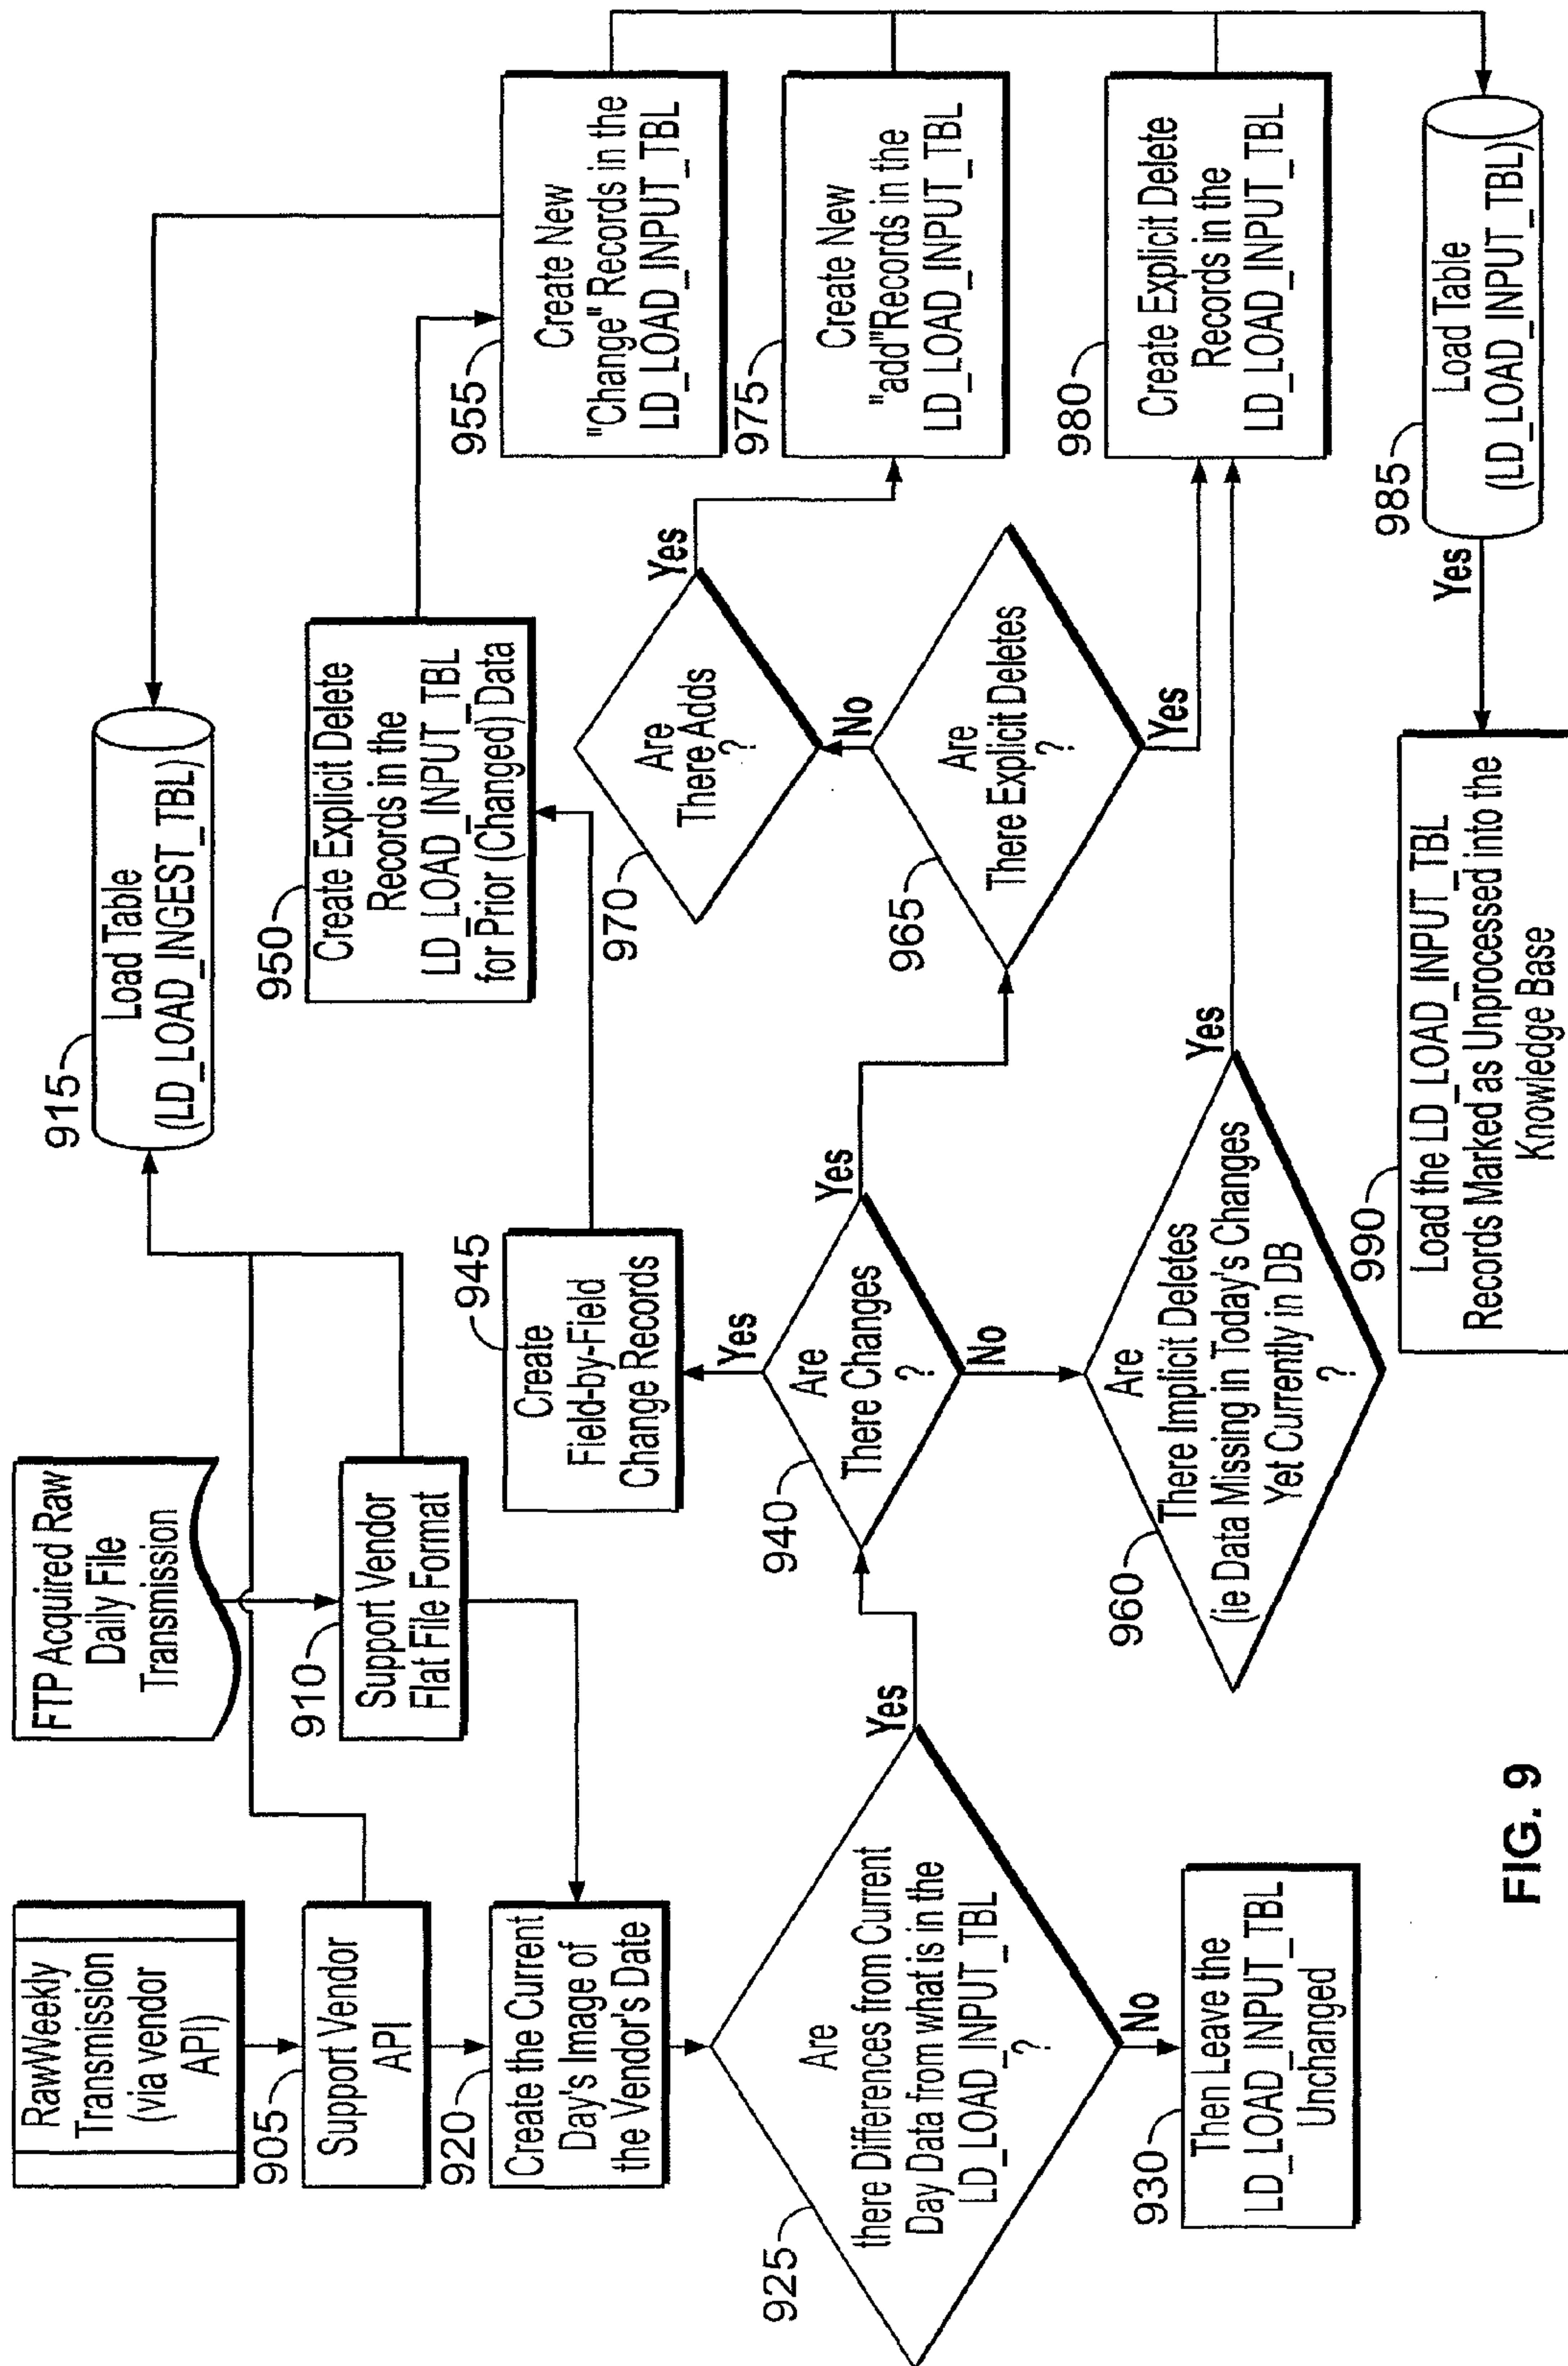 RawWeekly
Transmission
(via vendor
API)
905
Support Vendor
API
920
Create the Current
Day's Image of
the Vendor's Date
925
Are
there Differences from Current
Day Data from what is in the
LD_LOAD_INPUT_TBL
?
Yes
No
930
Then Leave the
LD_LOAD_INPUT_TBL
Unchanged
FTP Acquired Raw
Daily File
Transmission
910
Support Vendor
Flat File Format
915
Load Table
(LD_LOAD_INGEST_TBL)
940
Are
There Changes
?
Yes
Yes
No
945
Create
Field-by-Field
Change Records
950
Create Explicit Delete
Records in the
LD_LOAD_INPUT_TBL
for Prior (Changed) Data
955
Create New
"Change" Records in the
LD_LOAD_INPUT_TBL
960
Are
There Implicit Deletes
(ie Data Missing in Today's Changes
Yet Currently in DB
?
Yes
965
Are
There Explicit Deletes
?
No
Yes
970
Are
There Adds
?
Yes
975
Create New
"add"Records in the
LD_LOAD_INPUT_TBL
980
Create Explicit Delete
Records in the
LD_LOAD_INPUT_TBL
985
Load Table
(LD_LOAD_INPUT_TBL)
Yes
990
Load the LD_LOAD_INPUT_TBL
Records Marked as Unprocessed into the
Knowledge Base
FIG. 9